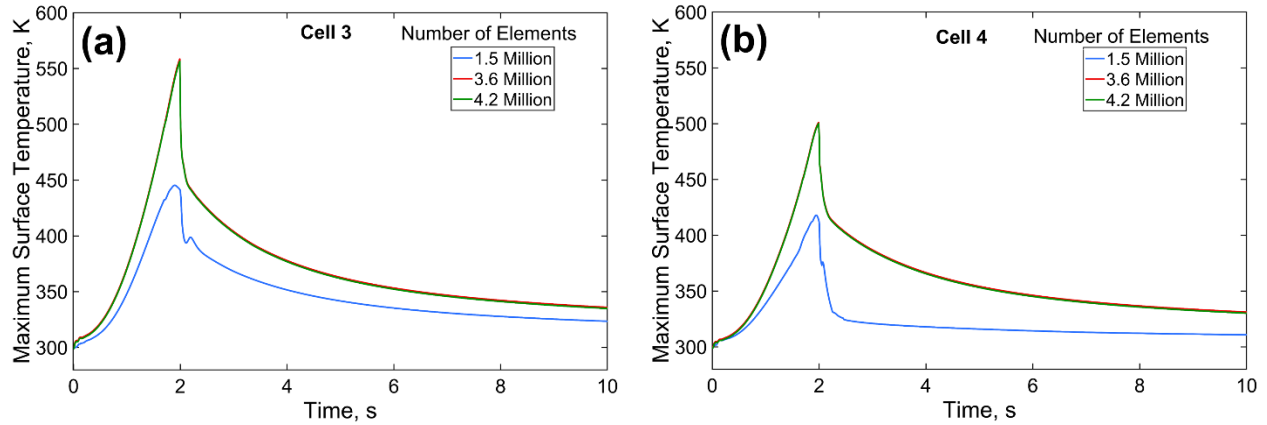 (a)
Cell 3
Number of Elements
1.5 Million
3.6 Million
4.2 Million
Maximum Surface Temperature, K
600
550
500
450
400
350
300
0 2 4 6 8 10
Time, s
(b)
Cell 4
Number of Elements
1.5 Million
3.6 Million
4.2 Million
Maximum Surface Temperature, K
600
550
500
450
400
350
300
0 2 4 6 8 10
Time, s